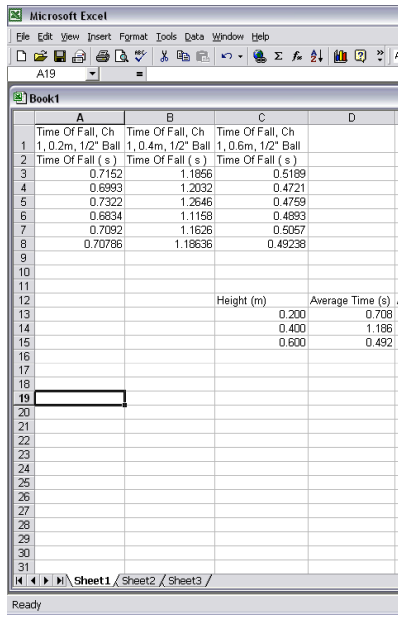 Microsoft Excel
File Edit View Insert Format Tools Data Window Help
A19 =
Book1
A B C D
1 Time Of Fall, Ch 1, 0.2m, 1/2" Ball Time Of Fall, Ch 1, 0.4m, 1/2" Ball Time Of Fall, Ch 1, 0.6m, 1/2" Ball
2 Time Of Fall ( s ) Time Of Fall ( s ) Time Of Fall ( s )
3 0.7152 1.1856 0.5189
4 0.6993 1.2032 0.4721
5 0.7322 1.2646 0.4759
6 0.6834 1.1158 0.4893
7 0.7092 1.1626 0.5057
8 0.70786 1.18636 0.49238
9
10
11
12 Height (m) Average Time (s)
13 0.200 0.708
14 0.400 1.186
15 0.600 0.492
16
17
18
19
20
21
22
23
24
25
26
27
28
29
30
31
Sheet1 Sheet2 Sheet3
Ready